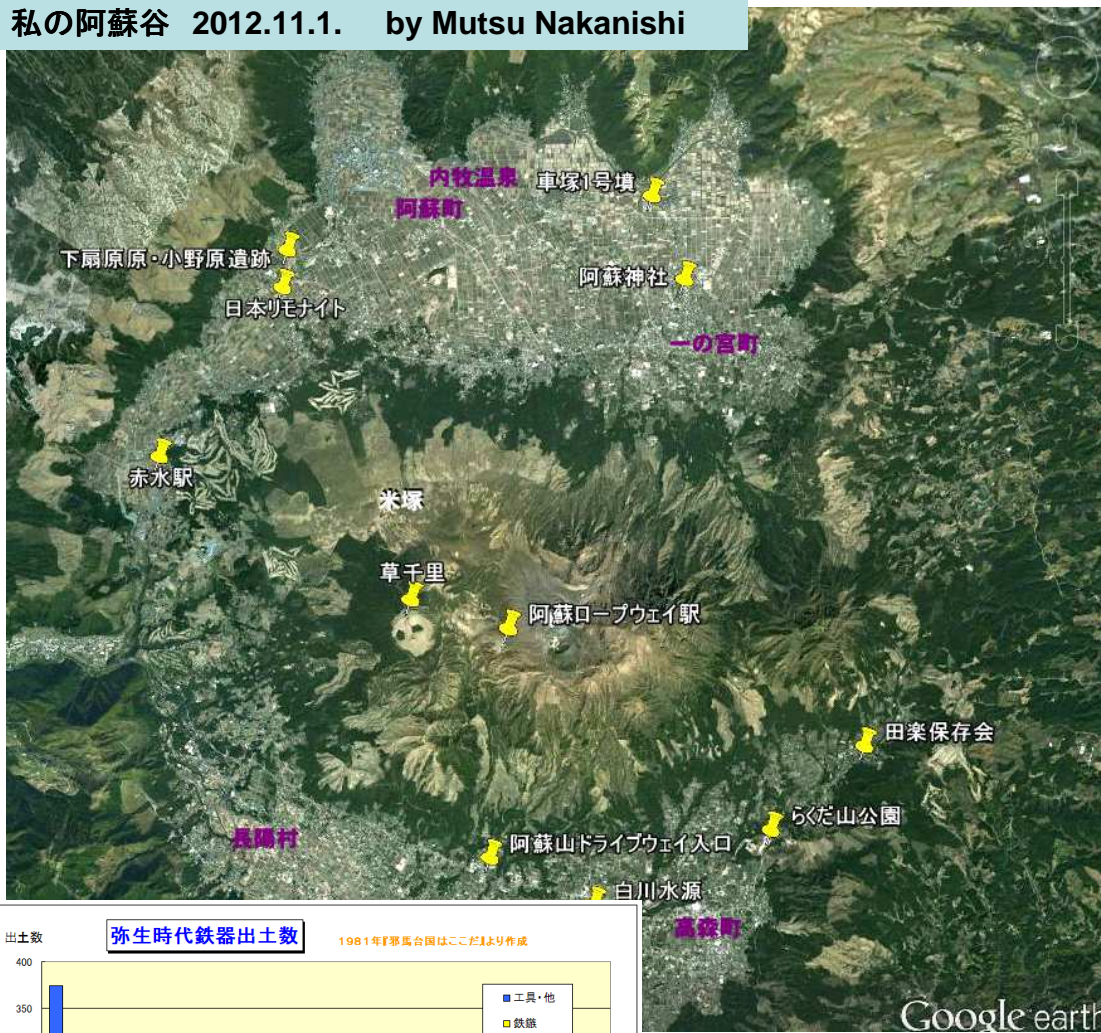 私の阿蘇谷 2012.11.1. by Mutsu Nakanishi
内牧温泉
車塚1号墳
阿蘇町
下扇原原・小野原遺跡
阿蘇神社
日本リモナイト
一の宮町
赤水駅
米塚
草千里
阿蘇ロープウェイ駅
田楽保存会
らくだ山公園
長陽村
阿蘇山ドライブウェイ入口
白川水源
高森町
出土数
弥生時代鉄器出土数
1981年『邪馬台国はここだ』より作成
400
工具・他
350
鉄鏃
Google earth